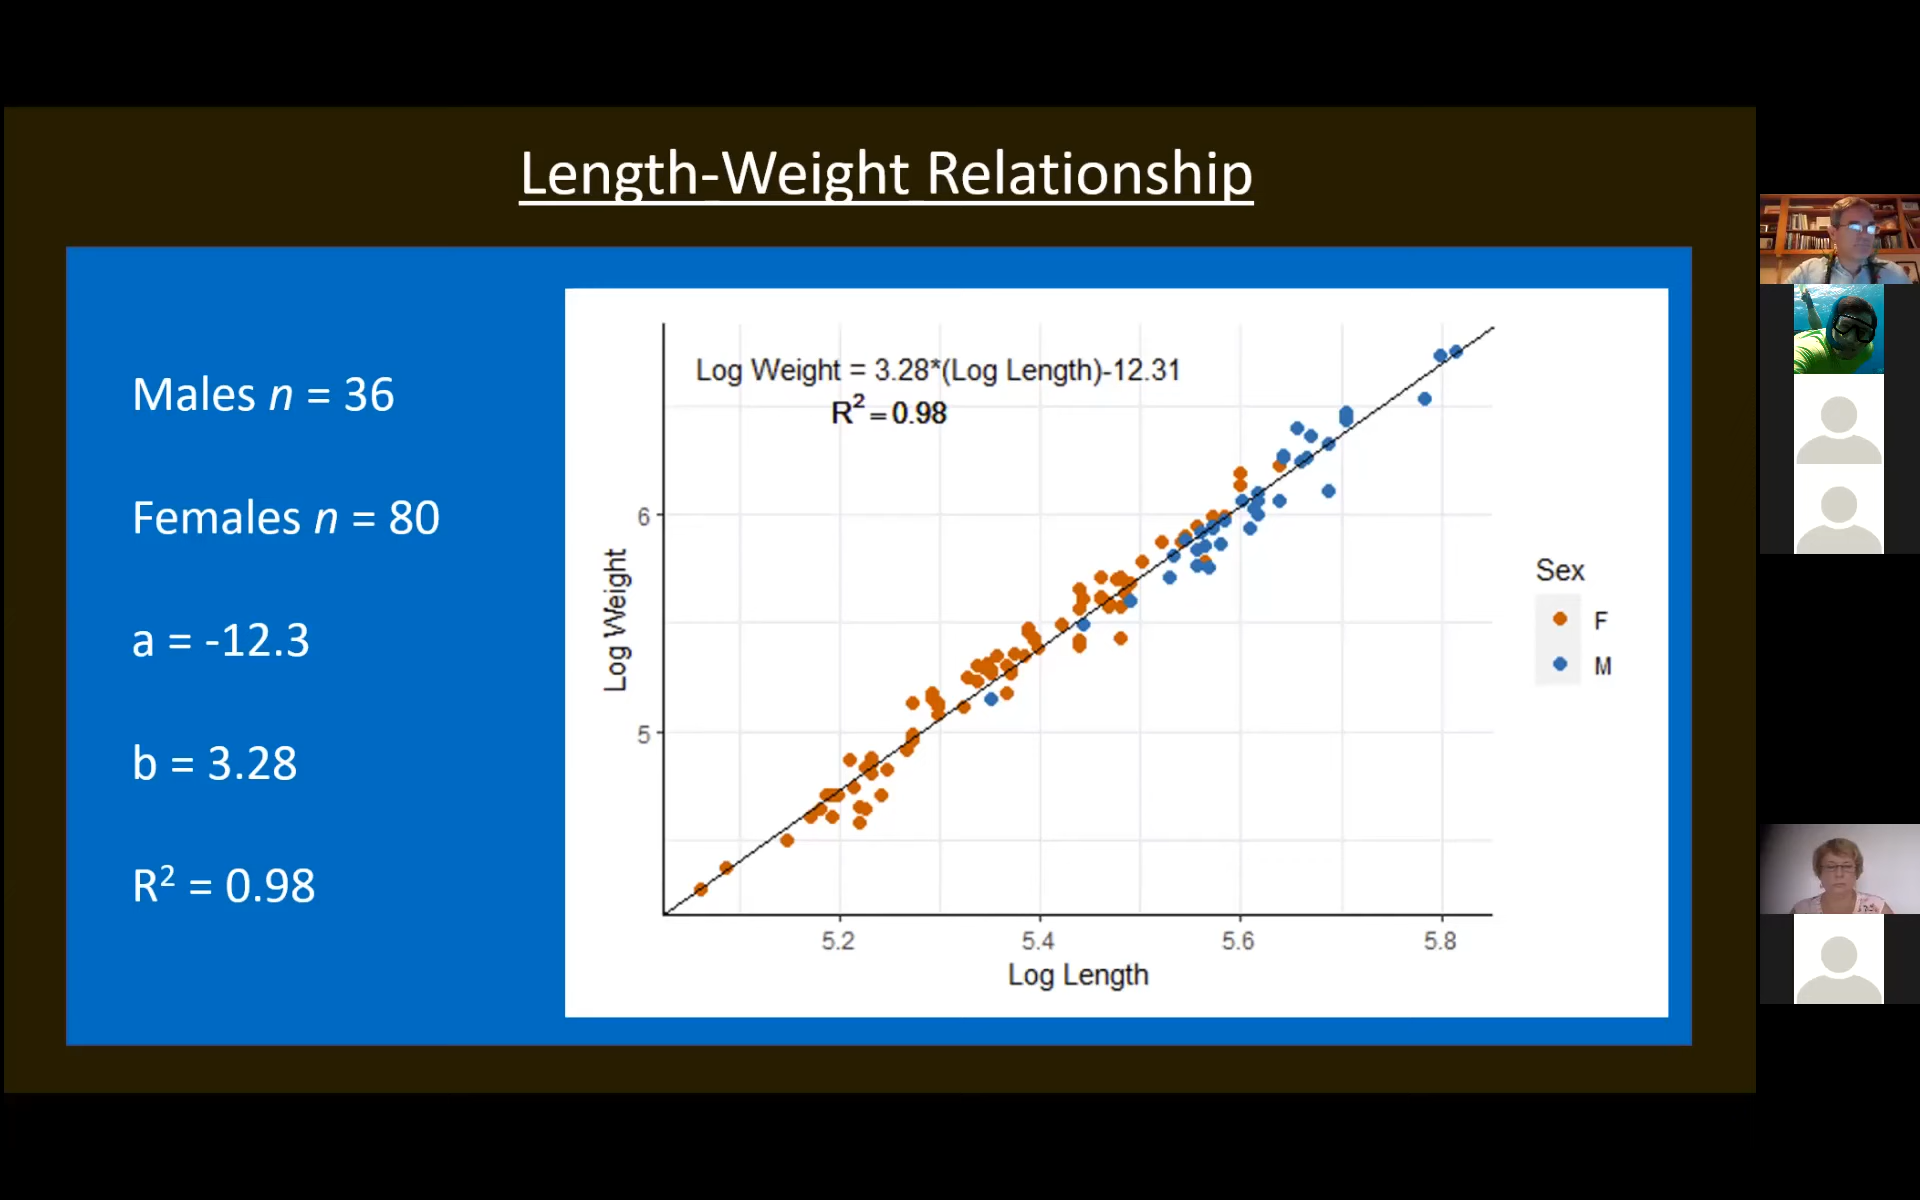 Length-Weight Relationship
Males n = 36
Females n = 80
a = -12.3
b = 3.28
R² = 0.98
Log Weight = 3.28*(Log Length)-12.31
R² = 0.98
6
5
Log Weight
5.2
5.4
5.6
5.8
Log Length
Sex
F
M